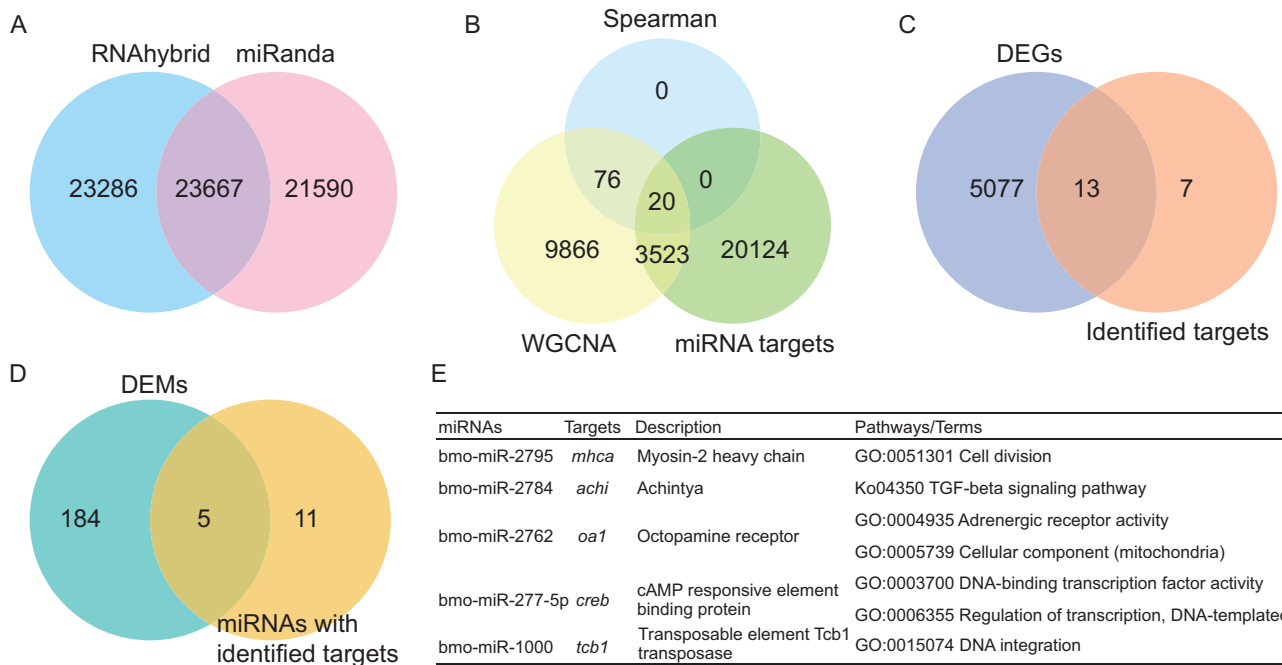 A
RNAhybrid miRanda
23286 23667 21590
B
Spearman
0
76 0
20
9866 3523 20124
WGCNA miRNA targets
C
DEGs
5077 13 7
Identified targets
D
DEMs
184 5 11
miRNAs with
identified targets
E
miRNAs Targets Description Pathways/Terms
bmo-miR-2795 mhca Myosin-2 heavy chain GO:0051301 Cell division
bmo-miR-2784 achi Achintya Ko04350 TGF-beta signaling pathway
GO:0004935 Adrenergic receptor activity
bmo-miR-2762 oa1 Octopamine receptor
GO:0005739 Cellular component (mitochondria)
cAMP responsive element GO:0003700 DNA-binding transcription factor activity
bmo-miR-277-5p creb
binding protein GO:0006355 Regulation of transcription, DNA-templated
Transposable element Tcb1
bmo-miR-1000 tcb1 GO:0015074 DNA integration
transposase